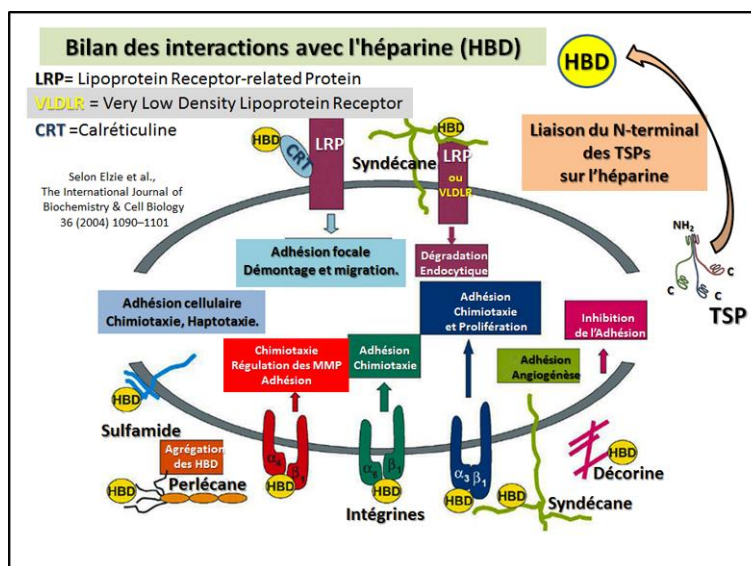 Bilan des interactions avec l'héparine (HBD)
HBD
LRP= Lipoprotein Receptor-related Protein
VLDLR = Very Low Density Lipoprotein Receptor
CRT =Calréticuline
Selon Elzie et al.,
The International Journal of
Biochemistry & Cell Biology
36 (2004) 1090–1101
HBD
CRT
LRP
Syndécane
HBD
LRP
ou
VLDLR
Liaison du N-terminal
des TSPs
sur l'héparine
NH2
C
C
C
TSP
Adhésion focale
Démontage et migration.
Dégradation
Endocytique
Adhésion cellulaire
Chimiotaxie, Haptotaxie.
Chimiotaxie
Régulation des MMP
Adhésion
Adhésion
Chimiotaxie
Adhésion
Chimiotaxie
et Prolifération
Adhésion
Angiogénèse
Inhibition
de l'Adhésion
HBD
Sulfamide
Agrégation
des HBD
HBD
Perlécane
α4 β1
HBD
α6 β1
HBD
Intégrines
α3 β1
HBD
HBD
Syndécane
HBD
Décorine